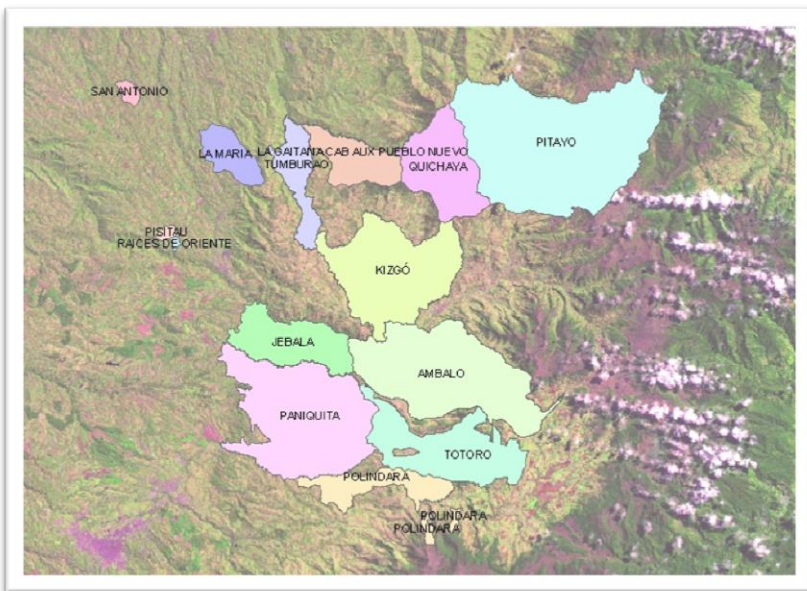 SAN ANTONIO
PITAYO
LA MARIA
LA GAITANA
TUMBURAO
CAB AUX PUEBLO NUEVO
QUICHAYA
PISITAU
RAICES DE ORIENTE
KIZGÓ
JEBALA
AMBALO
PANIQUITA
TOTORO
POLINDARA
POLINDARA
POLINDARA